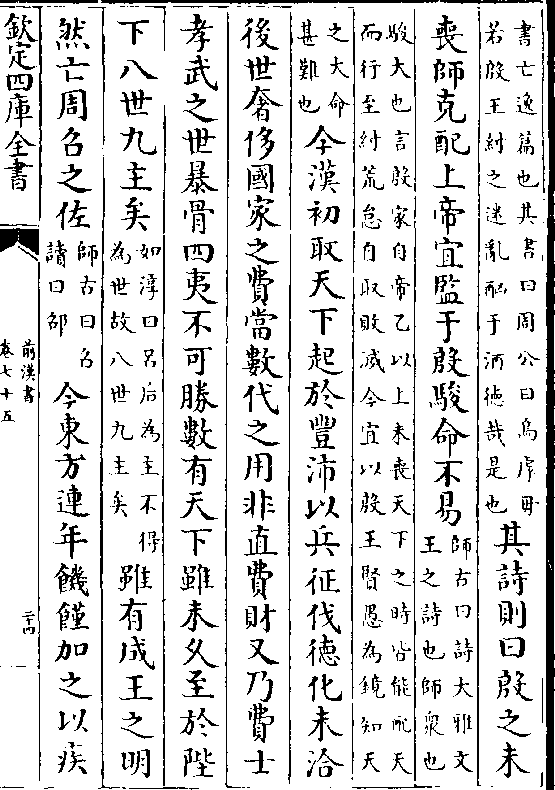 書亡逸篇也其書曰周公曰烏虖毋
若殷王紂之迷亂酗于酒德哉是也
其詩則曰殷之未
喪師克配上帝宜監于殷駿命不易
師古曰詩大雅文
王之詩也師衆也
駿大也言殷家自帝乙以上未喪天下之時皆能配天
而行至紂荒怠自取敗滅今宜以殷王賢愚為鏡知天
之大命
甚難也
今漢初取天下起於豐沛以兵征伐德化未洽
後世奢侈國家之費當數代之用非直費財又乃費士
孝武之世暴骨四夷不可勝數有天下雖未久至於陛
下八世九主矣
如淳曰呂后為主不得
為世故八世九主矣
雖有成王之明
然亡周召之佐
師古曰召
讀曰邵
今東方連年饑饉加之以疾
欽定四庫全書
前漢書
卷七十五
二十四